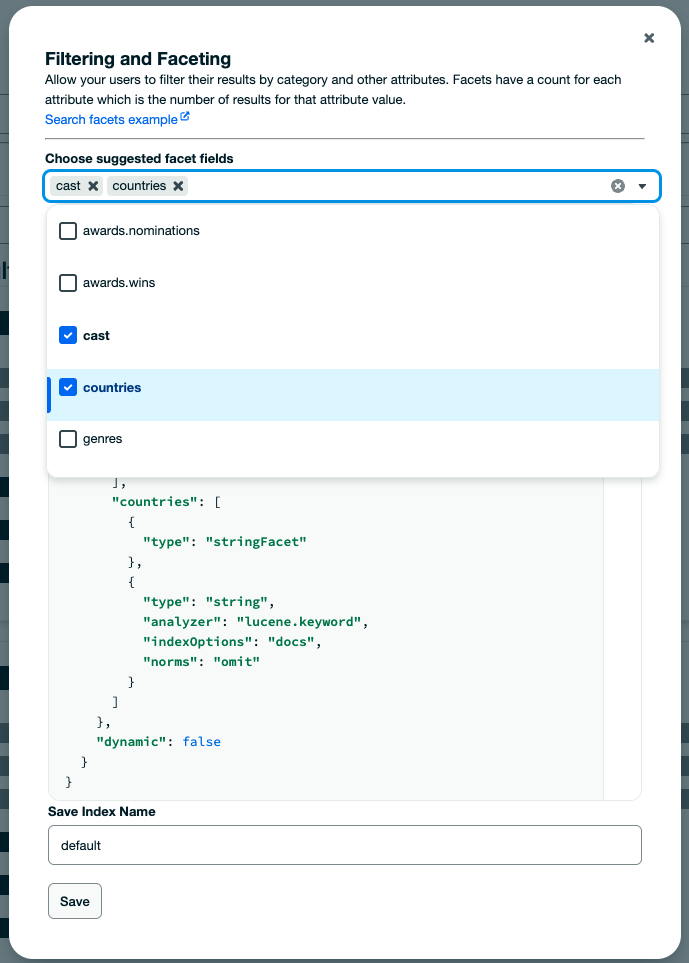 Filtering and Faceting
Allow your users to filter their results by category and other attributes. Facets have a count for each
attribute which is the number of results for that attribute value.
Search facets example
Choose suggested facet fields
cast countries
awards.nominations
awards.wins
cast
countries
genres
],
"countries": [
{
"type": "stringFacet"
},
{
"type": "string",
"analyzer": "lucene.keyword",
"indexOptions": "docs",
"norms": "omit"
}
]
},
"dynamic": false
}
}
Save Index Name
default
Save